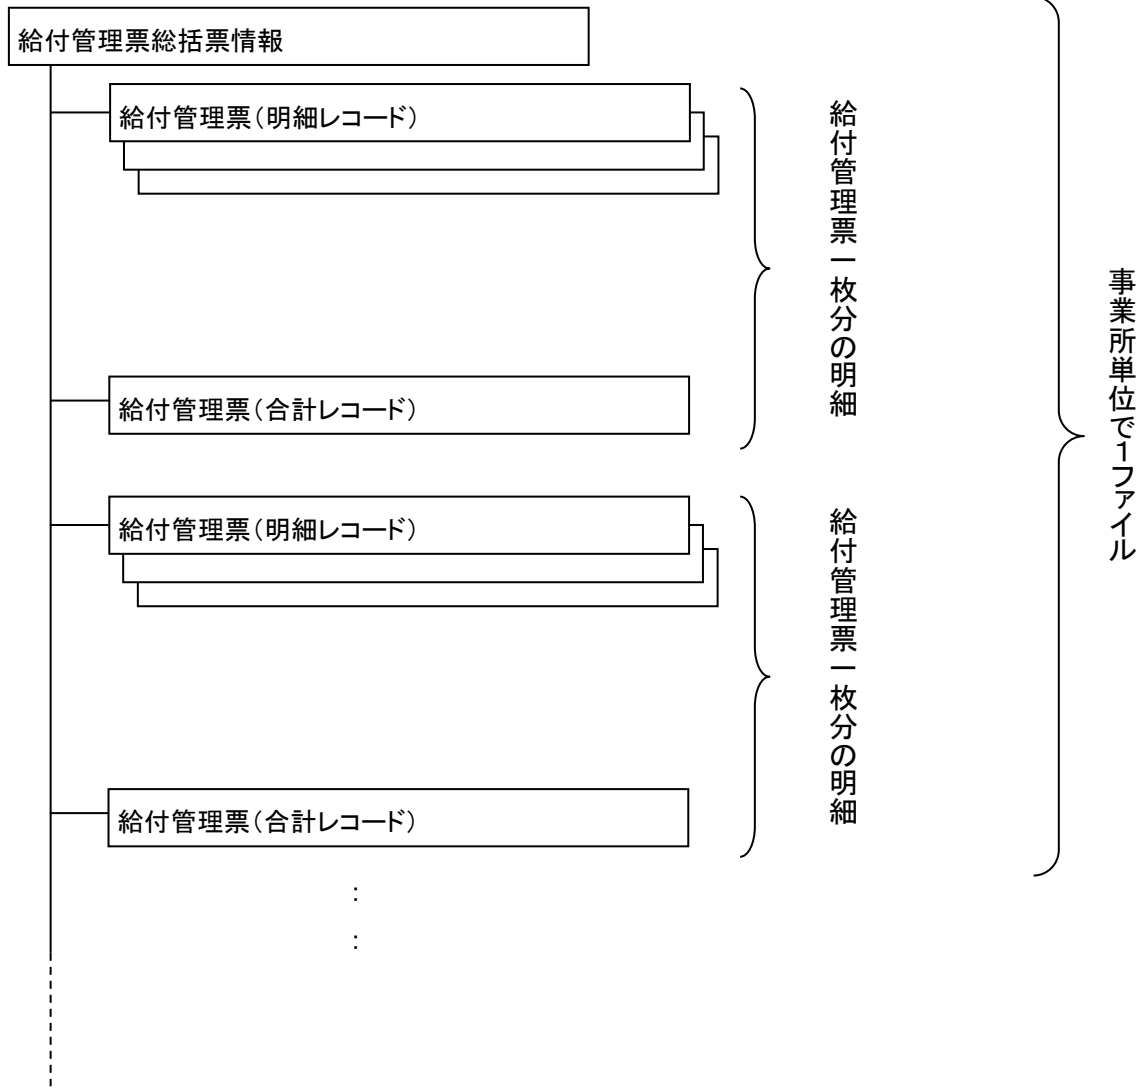 給付管理票総括票情報
給付管理票（明細レコード）
給付管理票一枚分の明細
給付管理票（合計レコード）
給付管理票（明細レコード）
給付管理票一枚分の明細
給付管理票（合計レコード）
：
：
事業所単位で１ファイル